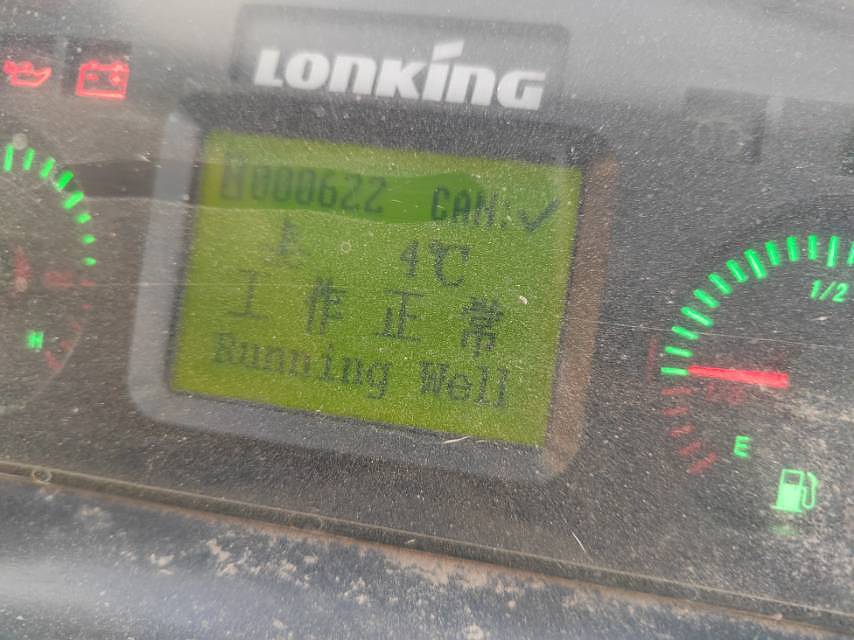 LONKING
000622 CAN:✓
4℃
工作正常
Running Well
1/2
H
E